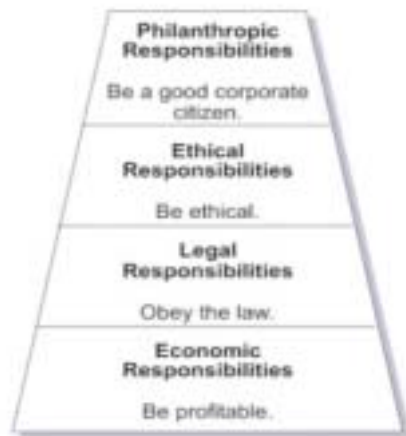 Philanthropic
Responsibilities
Be a good corporate
citizen.
Ethical
Responsibilities
Be ethical.
Legal
Responsibilities
Obey the law.
Economic
Responsibilities
Be profitable.